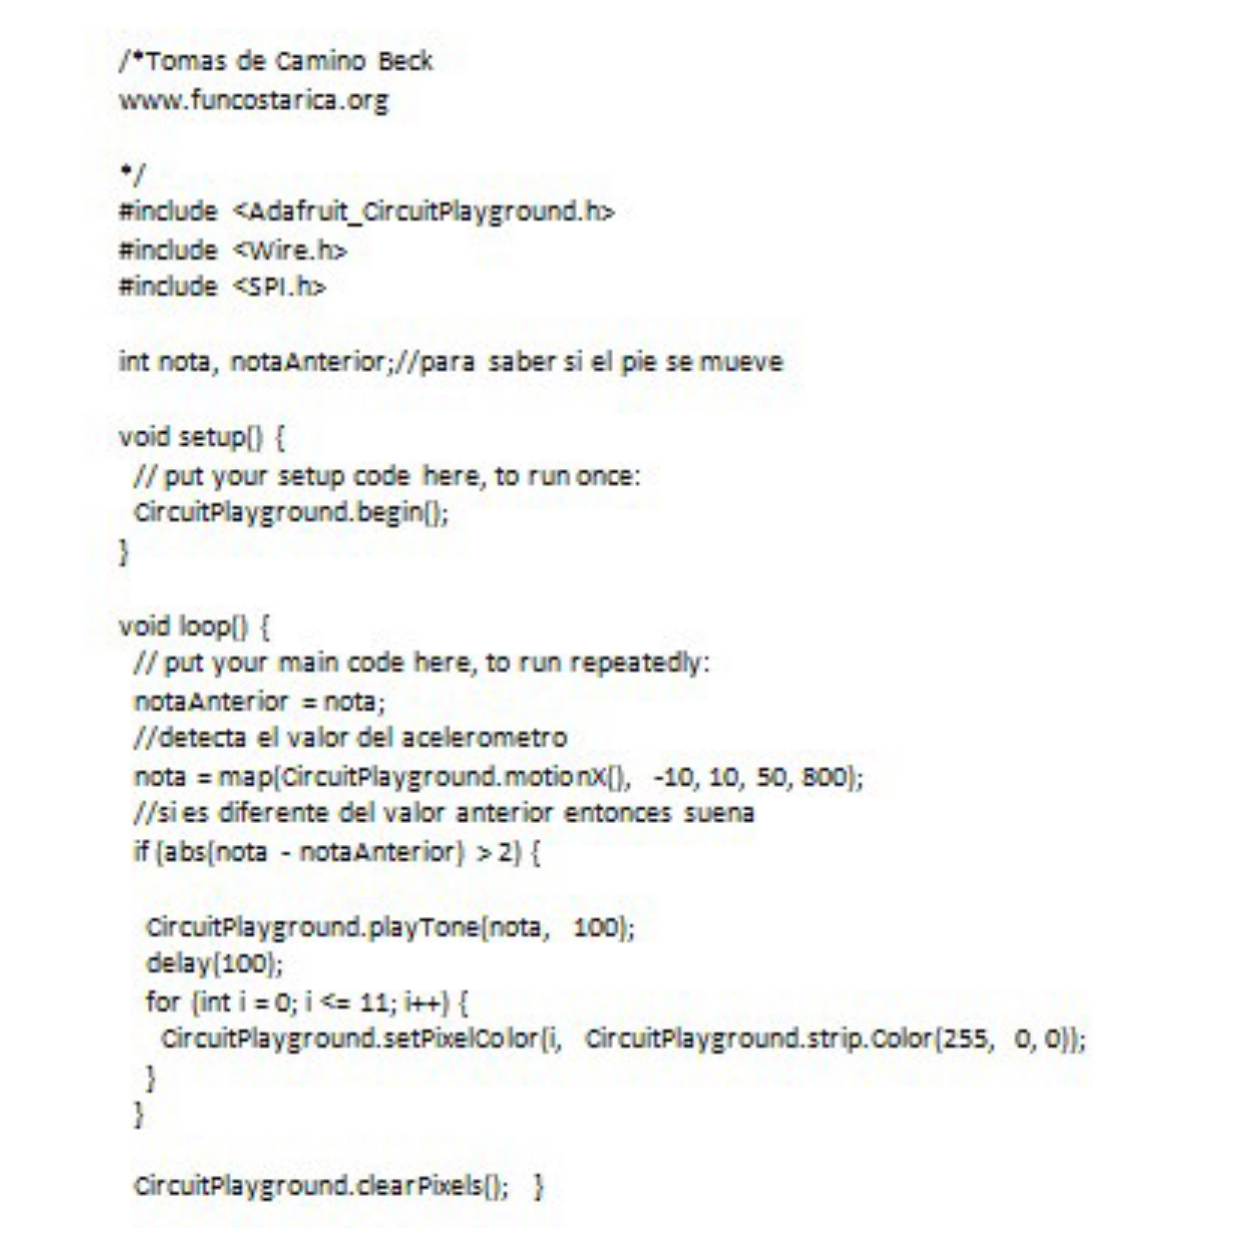 /*Tomas de Camino Beck
www.funcostarica.org
*/
#include <Adafruit_CircuitPlayground.h>
#include <Wire.h>
#include <SPI.h>
int nota, notaAnterior;//para saber si el pie se mueve
void setup() {
// put your setup code here, to run once:
CircuitPlayground.begin();
}
void loop() {
// put your main code here, to run repeatedly:
notaAnterior = nota;
//detecta el valor del acelerometro
nota = map(CircuitPlayground.motionX(), -10, 10, 50, 800);
//si es diferente del valor anterior entonces suena
if (abs(nota - notaAnterior) > 2) {
CircuitPlayground.playTone(nota, 100);
delay(100);
for (int i = 0; i <= 11; i++) {
CircuitPlayground.setPixelColor(i, CircuitPlayground.strip.Color(255, 0, 0));
}
}
CircuitPlayground.clearPixels(); }